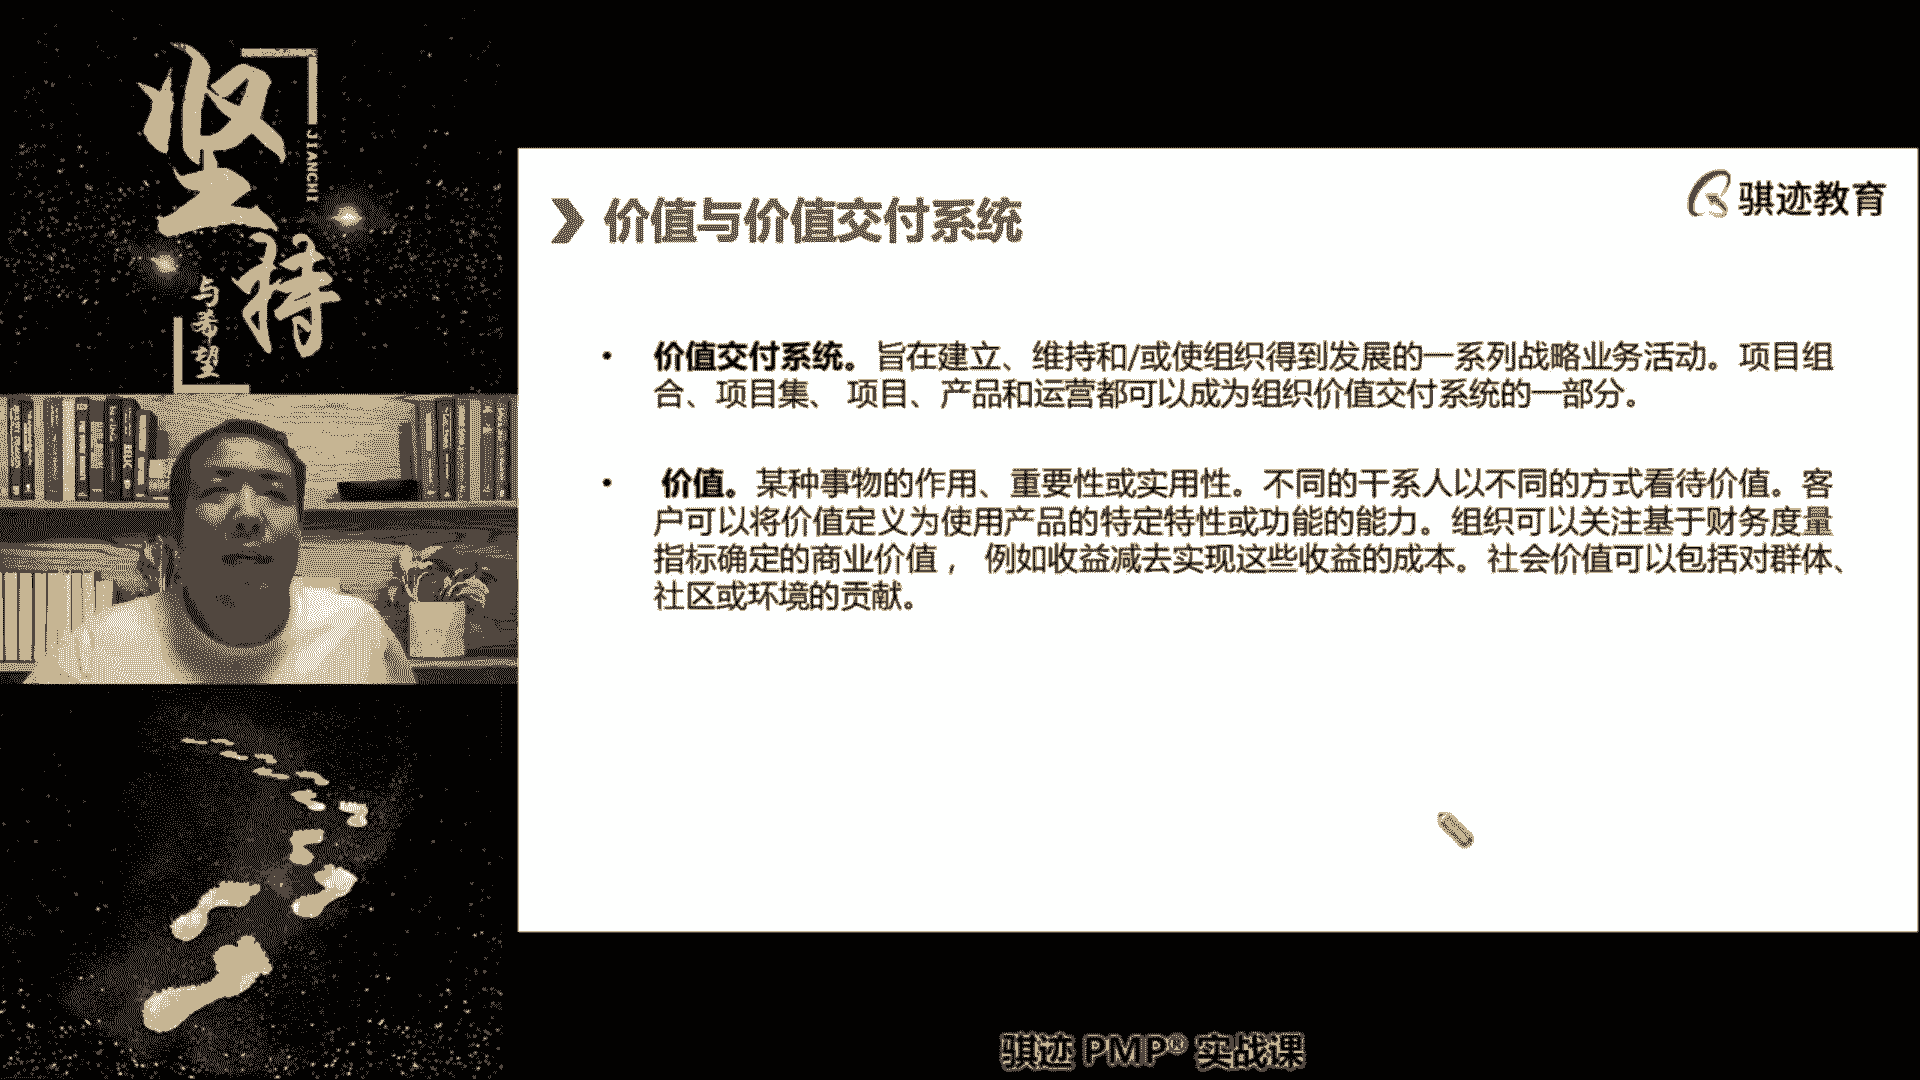 坚持
JIANCHI
与希望
骐迹教育
价值与价值交付系统
• 价值交付系统。旨在建立、维持和/或使组织得到发展的一系列战略业务活动。项目组
合、项目集、 项目、产品和运营都可以成为组织价值交付系统的一部分。
• 价值。某种事物的作用、重要性或实用性。不同的干系人以不同的方式看待价值。客
户可以将价值定义为使用产品的特定特性或功能的能力。组织可以关注基于财务度量
指标确定的商业价值， 例如收益减去实现这些收益的成本。社会价值可以包括对群体、
社区或环境的贡献。
骐迹 PMP® 实战课